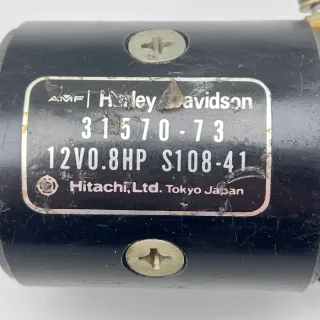 AMF | Harley Davidson
31570-73
12V0.8HP S108-41
Hitachi, Ltd. Tokyo Japan